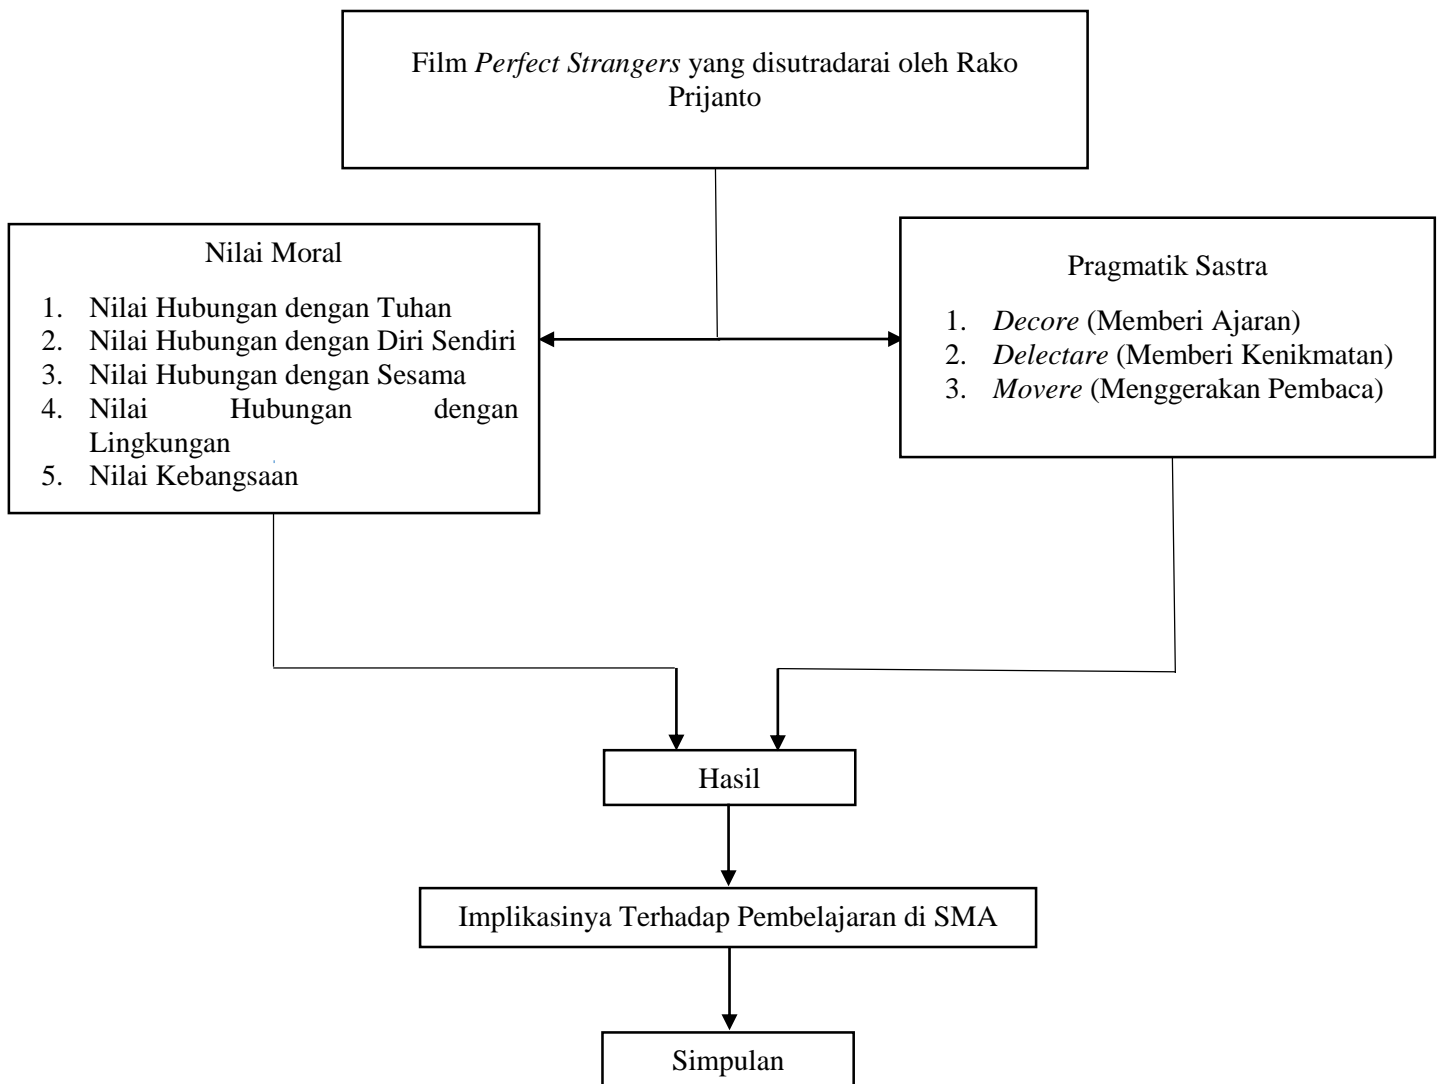 Film Perfect Strangers yang disutradarai oleh Rako
Prijanto
Nilai Moral
1. Nilai Hubungan dengan Tuhan
2. Nilai Hubungan dengan Diri Sendiri
3. Nilai Hubungan dengan Sesama
4. Nilai Hubungan dengan
Lingkungan
5. Nilai Kebangsaan
Pragmatik Sastra
1. Decore (Memberi Ajaran)
2. Delectare (Memberi Kenikmatan)
3. Movere (Menggerakan Pembaca)
Hasil
Implikasinya Terhadap Pembelajaran di SMA
Simpulan